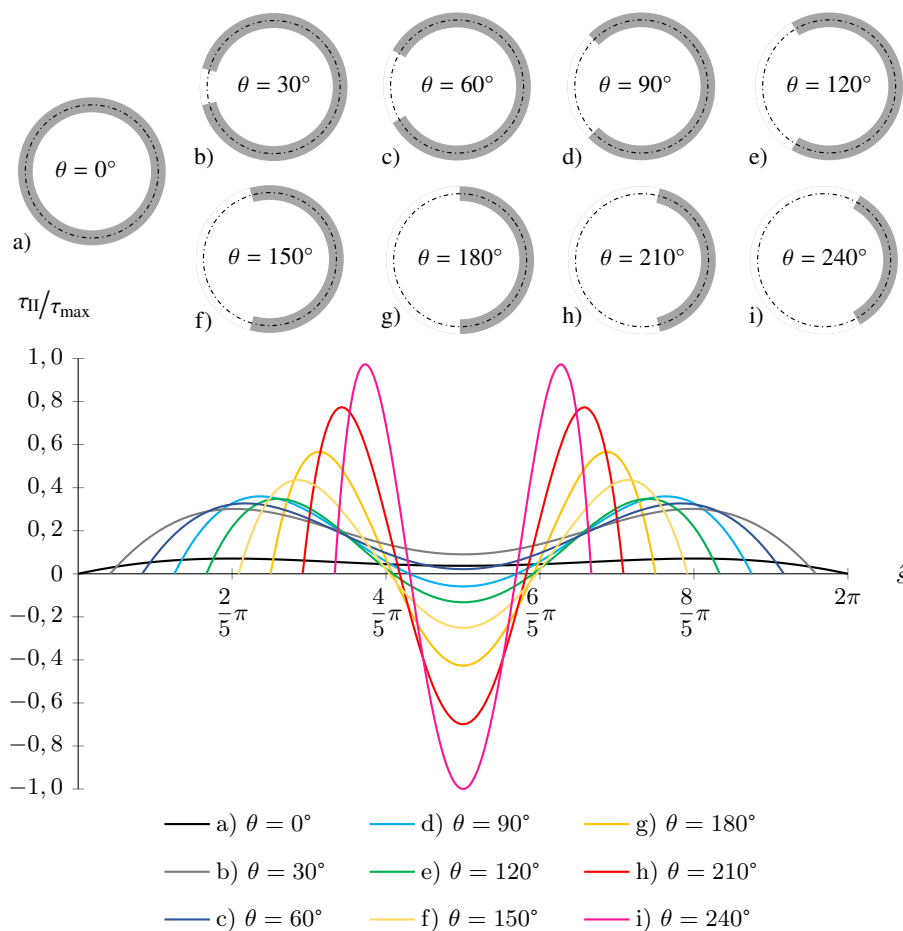 θ = 0°
a)
θ = 30°
b)
θ = 60°
c)
θ = 90°
d)
θ = 120°
e)
θ = 150°
f)
θ = 180°
g)
θ = 210°
h)
θ = 240°
i)
τII/τmax
1,0
0,8
0,6
0,4
0,2
0
−0,2
−0,4
−0,6
−0,8
−1,0
2/5π
4/5π
6/5π
8/5π
2π
a) θ = 0°
d) θ = 90°
g) θ = 180°
b) θ = 30°
e) θ = 120°
h) θ = 210°
c) θ = 60°
f) θ = 150°
i) θ = 240°